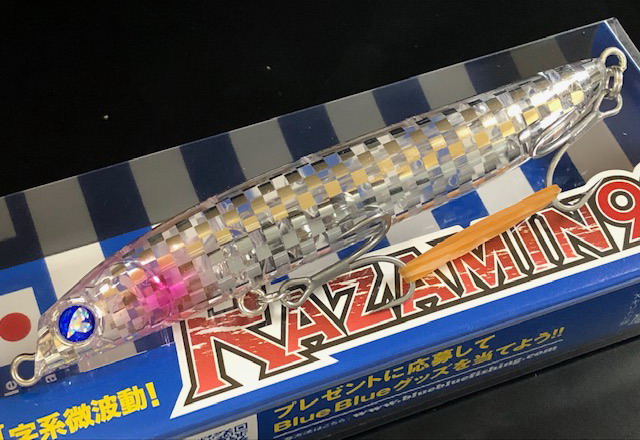 KAZAMIN9
字系微波動!
プレゼントに応募して
Blue Blueグッズを当てよう!!
www.bluebluefishing.com